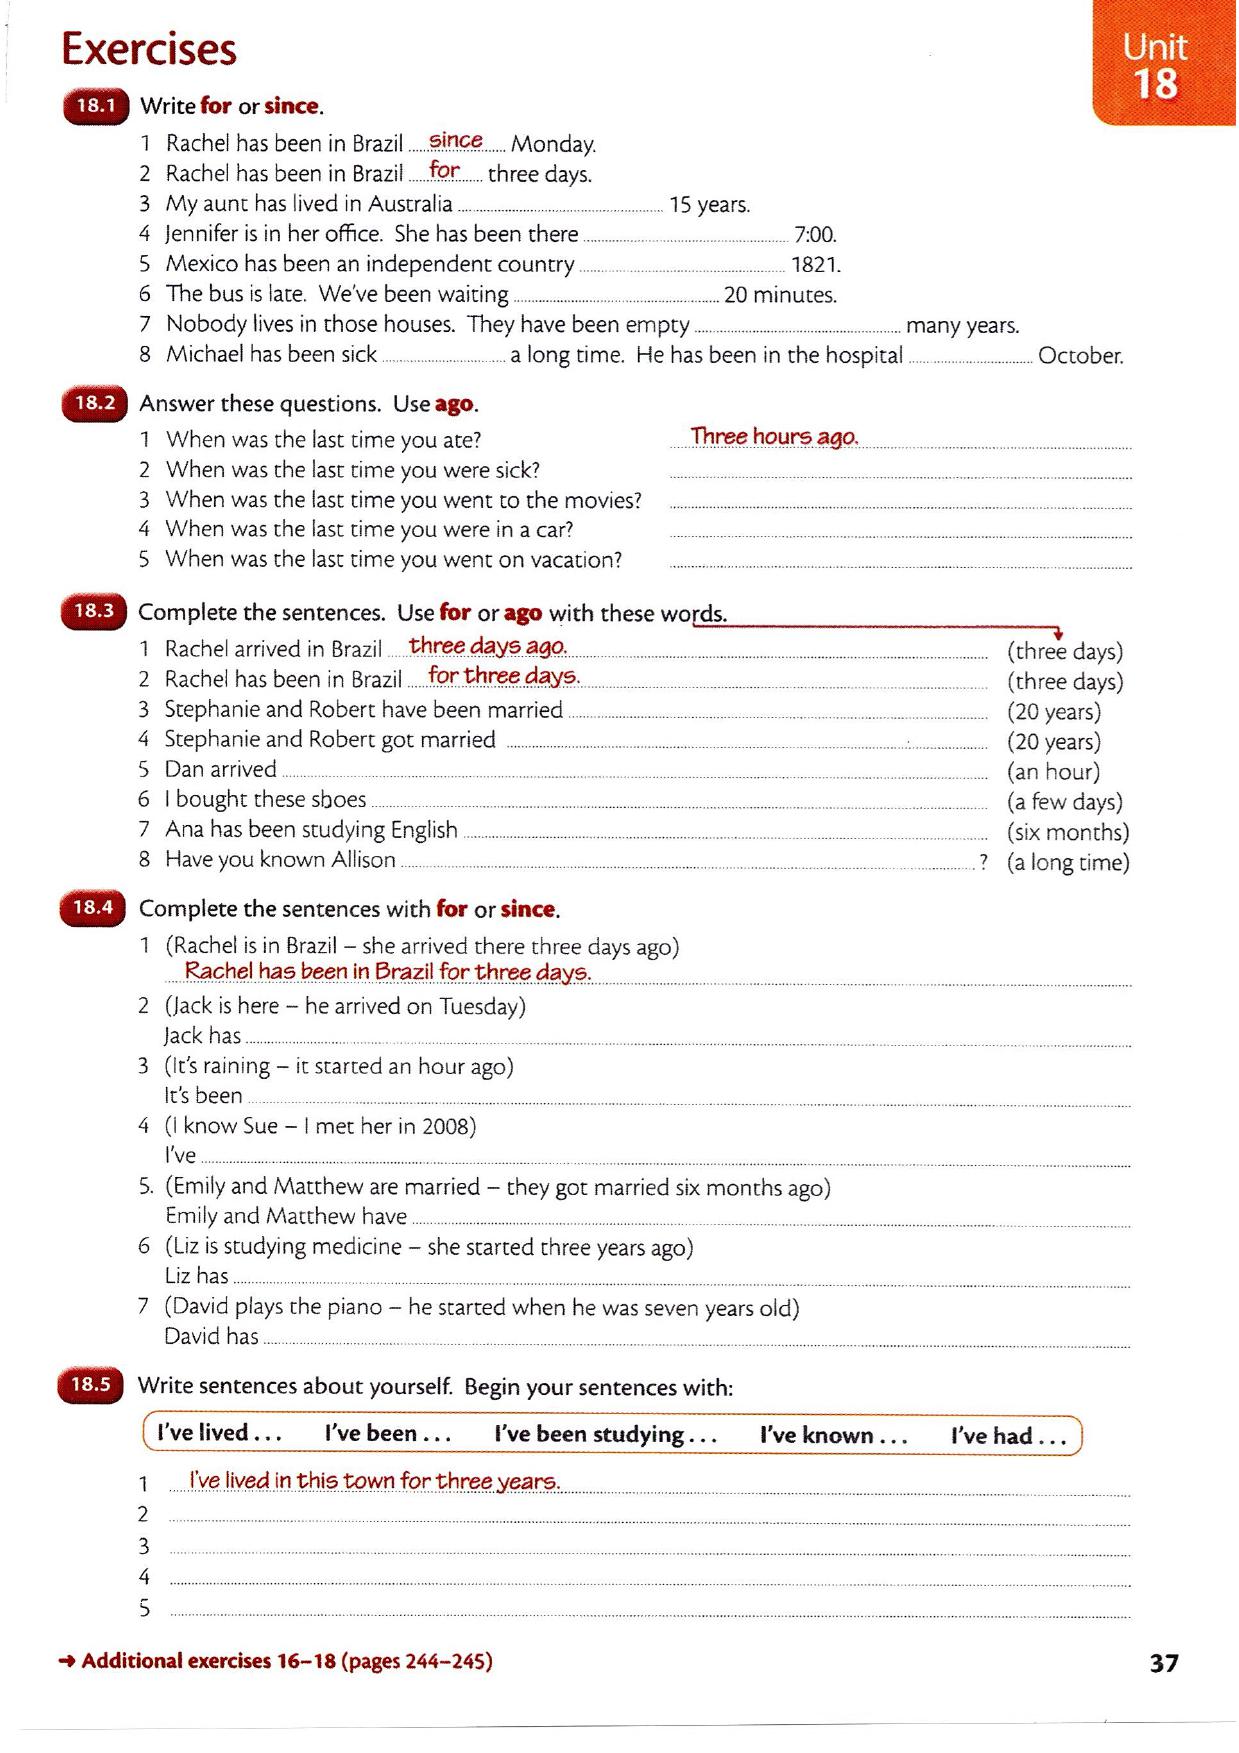 Exercises
Unit
18
18.1 Write for or since.
1 Rachel has been in Brazil ...since... Monday.
2 Rachel has been in Brazil ...for... three days.
3 My aunt has lived in Australia ............ 15 years.
4 Jennifer is in her office. She has been there ............ 7:00.
5 Mexico has been an independent country ............ 1821.
6 The bus is late. We've been waiting ............ 20 minutes.
7 Nobody lives in those houses. They have been empty ............ many years.
8 Michael has been sick ............ a long time. He has been in the hospital ............ October.
18.2 Answer these questions. Use ago.
1 When was the last time you ate? ...Three hours ago....
2 When was the last time you were sick? ............
3 When was the last time you went to the movies? ............
4 When was the last time you were in a car? ............
5 When was the last time you went on vacation? ............
18.3 Complete the sentences. Use for or ago with these words.
1 Rachel arrived in Brazil ...three days ago.... (three days)
2 Rachel has been in Brazil ...for three days.... (three days)
3 Stephanie and Robert have been married ............ (20 years)
4 Stephanie and Robert got married ............ (20 years)
5 Dan arrived ............ (an hour)
6 I bought these shoes ............ (a few days)
7 Ana has been studying English ............ (six months)
8 Have you known Allison ............ ? (a long time)
18.4 Complete the sentences with for or since.
1 (Rachel is in Brazil – she arrived there three days ago)
...Rachel has been in Brazil for three days....
2 (Jack is here – he arrived on Tuesday)
Jack has ............
3 (It's raining – it started an hour ago)
It's been ............
4 (I know Sue – I met her in 2008)
I've ............
5. (Emily and Matthew are married – they got married six months ago)
Emily and Matthew have ............
6 (Liz is studying medicine – she started three years ago)
Liz has ............
7 (David plays the piano – he started when he was seven years old)
David has ............
18.5 Write sentences about yourself. Begin your sentences with:
I've lived ... I've been ... I've been studying ... I've known ... I've had ...
1 ...I've lived in this town for three years....
2 ............
3 ............
4 ............
5 ............
➜ Additional exercises 16–18 (pages 244–245)
37